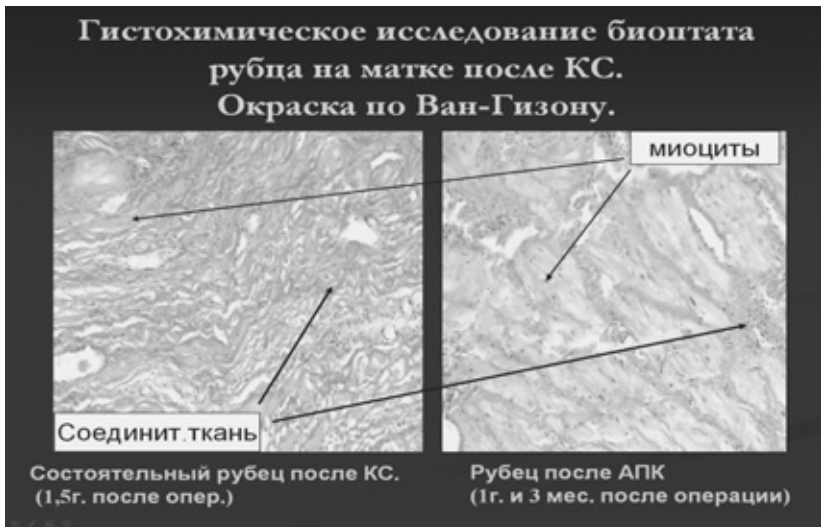 Гистохимическое исследование биоптата
рубца на матке после КС.
Окраска по Ван-Гизону.
миоциты
Соединит.ткань
Состоятельный рубец после КС.
(1,5г. после опер.)
Рубец после АПК
(1г. и 3 мес. после операции)